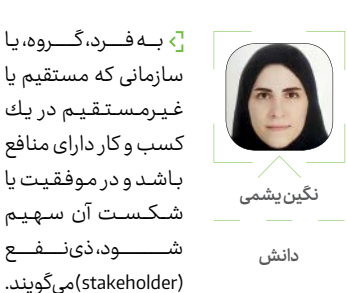 به فرد، گروه، یا
سازمانی که مستقیم یا
غیرمستقیم در یك
کسب و کار دارای منافع
باشد و در موفقیت یا
شکست آن سهیم
شود، ذی‌نفع
(stakeholder) می‌گویند.
نگین یشمی
دانش